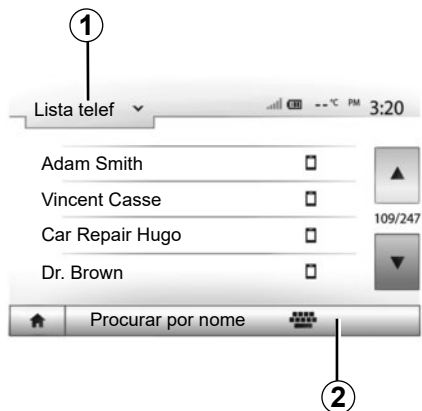 1
Lista telef --°C PM 3:20
Adam Smith
Vincent Casse
109/247
Car Repair Hugo
Dr. Brown
Procurar por nome
2